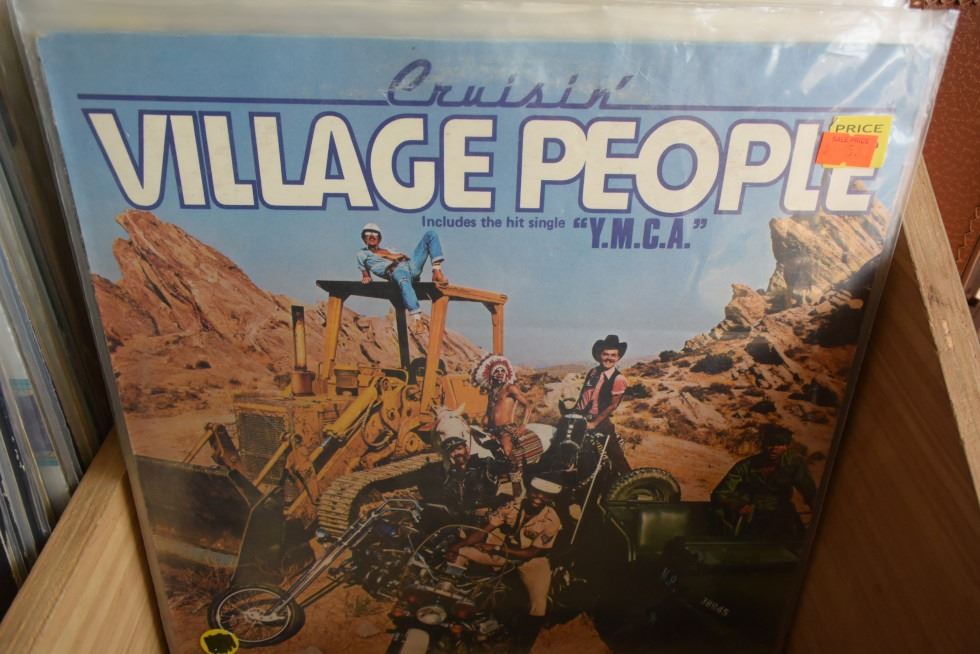 Cruisin'
VILLAGE PEOPLE
Includes the hit single "Y.M.C.A."
PRICE
SALE PRICE